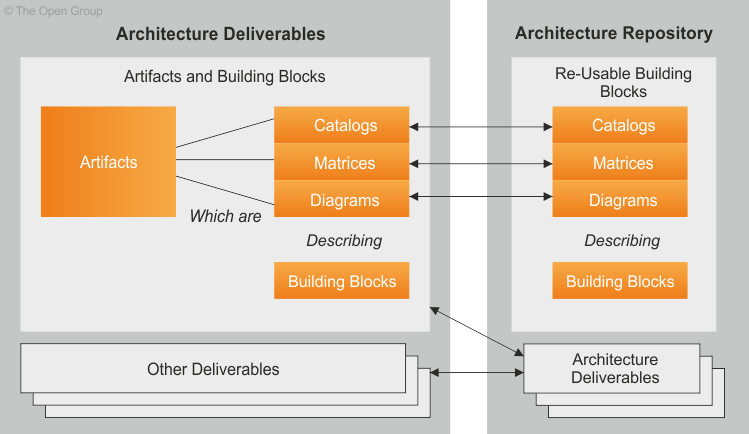 © The Open Group
Architecture Deliverables
Artifacts and Building Blocks
Artifacts
Catalogs
Matrices
Diagrams
Which are
Describing
Building Blocks
Other Deliverables
Architecture Repository
Re-Usable Building
Blocks
Catalogs
Matrices
Diagrams
Describing
Building Blocks
Architecture
Deliverables